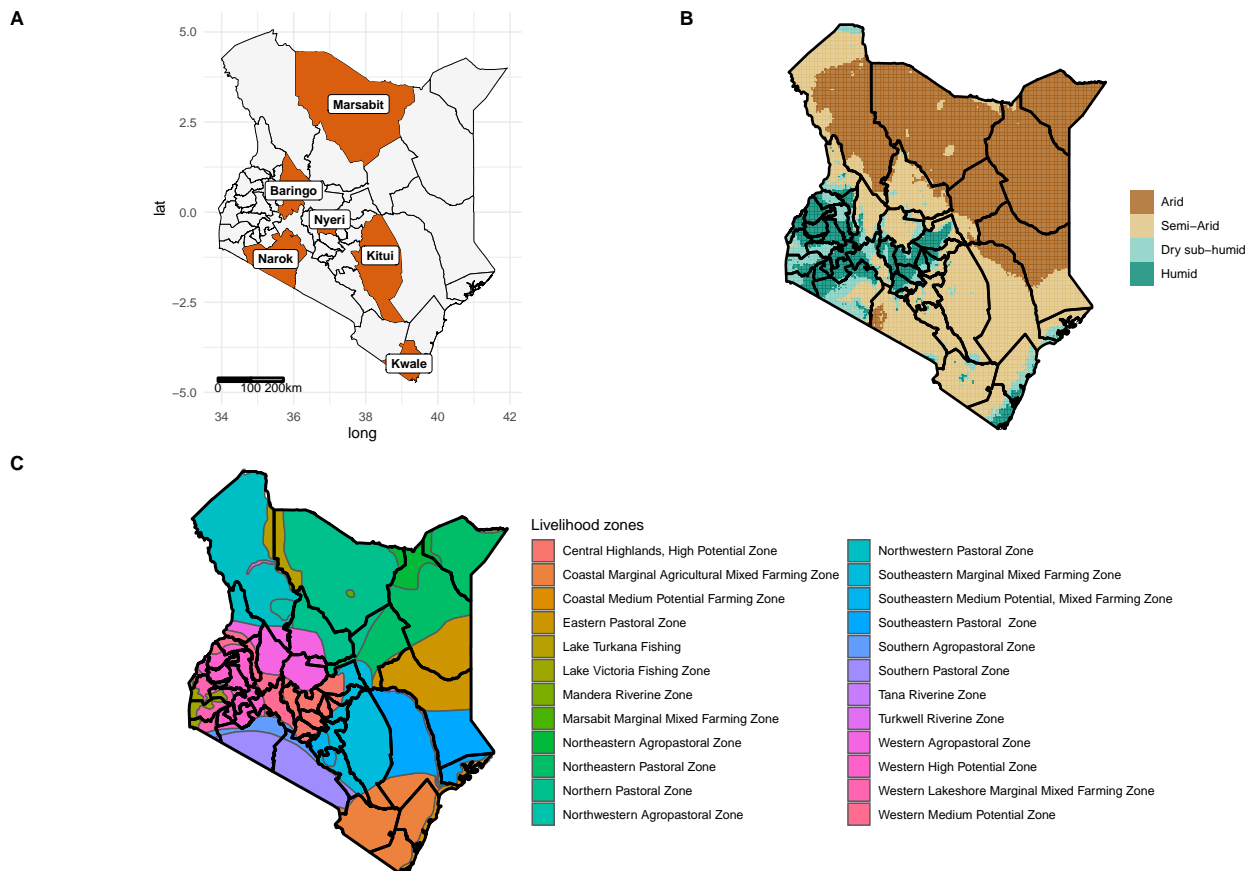 A
5.0
2.5
0.0
−2.5
−5.0
lat
Marsabit
Baringo
Nyeri
Narok
Kitui
Kwale
0 100 200km
34 36 38 40 42
long
B
Arid
Semi−Arid
Dry sub−humid
Humid
C
Livelihood zones
Central Highlands, High Potential Zone
Coastal Marginal Agricultural Mixed Farming Zone
Coastal Medium Potential Farming Zone
Eastern Pastoral Zone
Lake Turkana Fishing
Lake Victoria Fishing Zone
Mandera Riverine Zone
Marsabit Marginal Mixed Farming Zone
Northeastern Agropastoral Zone
Northeastern Pastoral Zone
Northern Pastoral Zone
Northwestern Agropastoral Zone
Northwestern Pastoral Zone
Southeastern Marginal Mixed Farming Zone
Southeastern Medium Potential, Mixed Farming Zone
Southeastern Pastoral  Zone
Southern Agropastoral Zone
Southern Pastoral Zone
Tana Riverine Zone
Turkwell Riverine Zone
Western Agropastoral Zone
Western High Potential Zone
Western Lakeshore Marginal Mixed Farming Zone
Western Medium Potential Zone